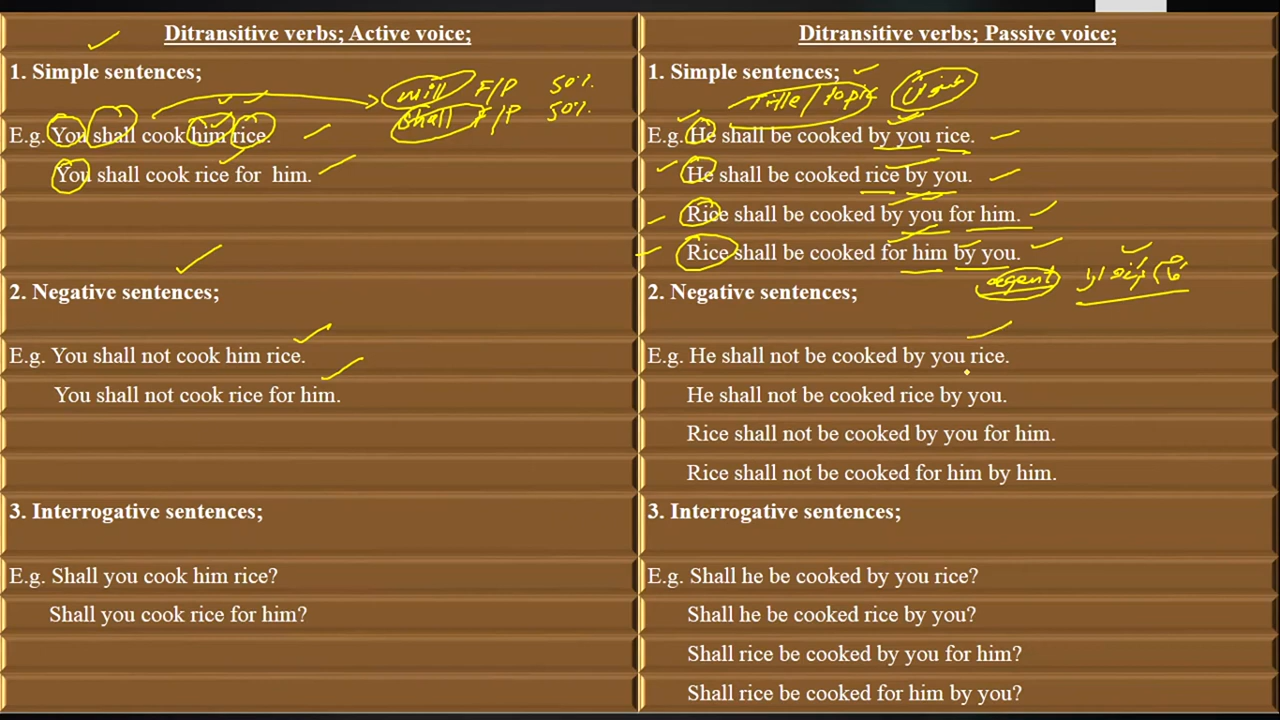 Ditransitive verbs; Active voice;
1. Simple sentences;
will F/P 50%
shall F/P 50%
E.g. You shall cook him rice.
You shall cook rice for him.
2. Negative sentences;
E.g. You shall not cook him rice.
You shall not cook rice for him.
3. Interrogative sentences;
E.g. Shall you cook him rice?
Shall you cook rice for him?
Ditransitive verbs; Passive voice;
1. Simple sentences;
Title/topic
E.g. He shall be cooked by you rice.
He shall be cooked rice by you.
Rice shall be cooked by you for him.
Rice shall be cooked for him by you.
agent
2. Negative sentences;
E.g. He shall not be cooked by you rice.
He shall not be cooked rice by you.
Rice shall not be cooked by you for him.
Rice shall not be cooked for him by him.
3. Interrogative sentences;
E.g. Shall he be cooked by you rice?
Shall he be cooked rice by you?
Shall rice be cooked by you for him?
Shall rice be cooked for him by you?